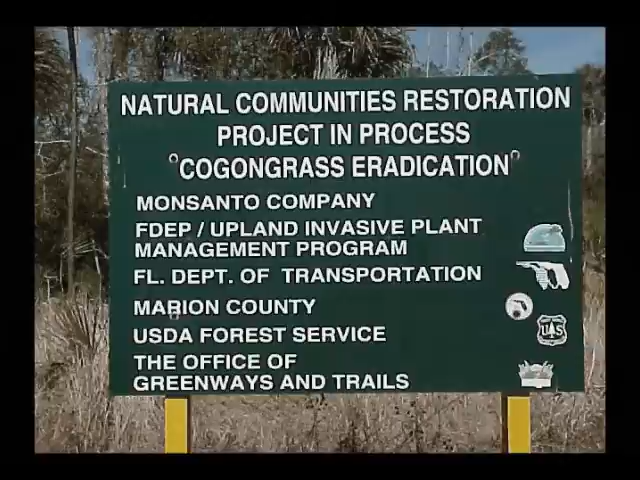 NATURAL COMMUNITIES RESTORATION
PROJECT IN PROCESS
"COGONGRASS ERADICATION"
MONSANTO COMPANY
FDEP / UPLAND INVASIVE PLANT
MANAGEMENT PROGRAM
FL. DEPT. OF TRANSPORTATION
MARION COUNTY
USDA FOREST SERVICE
UAS
THE OFFICE OF
GREENWAYS AND TRAILS